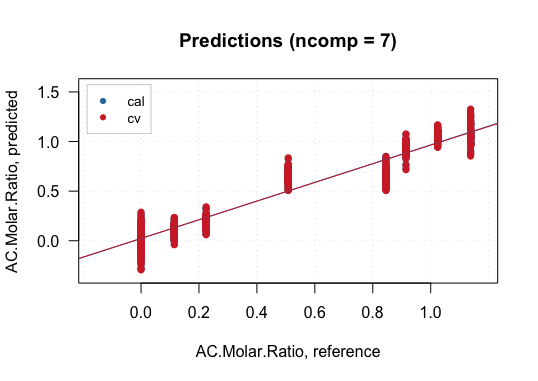 Predictions (ncomp = 7)
AC.Molar.Ratio, predicted
1.5
1.0
0.5
0.0
cal
cv
0.0 0.2 0.4 0.6 0.8 1.0
AC.Molar.Ratio, reference